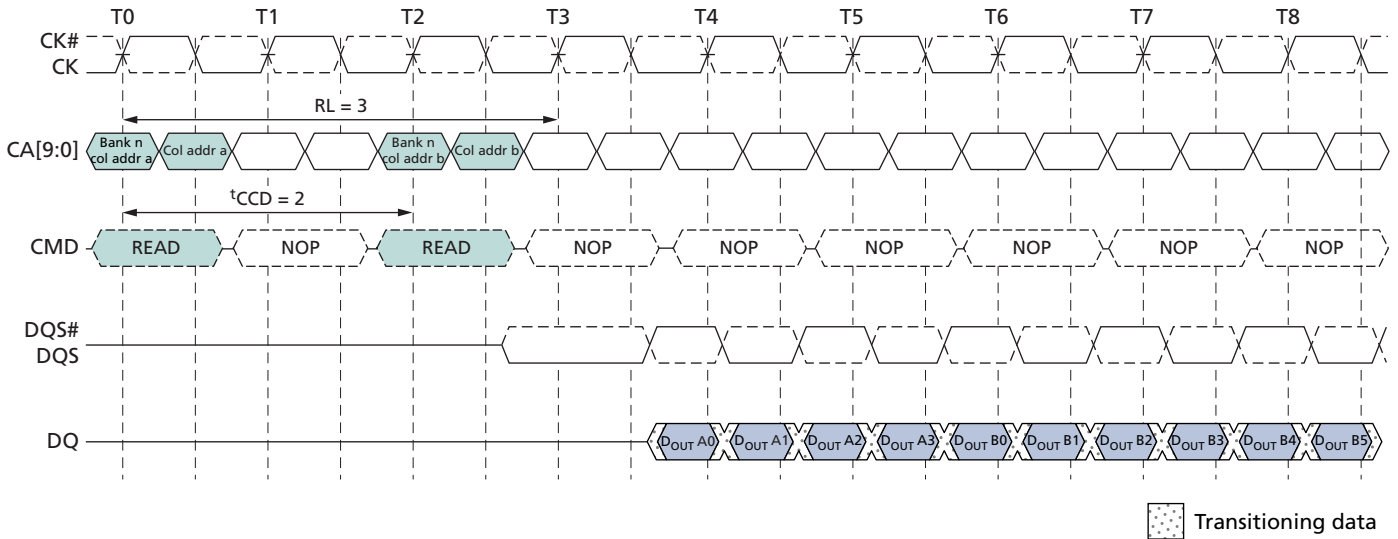 T0 T1 T2 T3 T4 T5 T6 T7 T8
CK#
CK
RL = 3
CA[9:0]
Bank n
col addr a
Col addr a
Bank n
col addr b
Col addr b
tCCD = 2
CMD READ NOP READ NOP NOP NOP NOP NOP NOP
DQS#
DQS
DQ DOUT A0 DOUT A1 DOUT A2 DOUT A3 DOUT B0 DOUT B1 DOUT B2 DOUT B3 DOUT B4 DOUT B5
Transitioning data